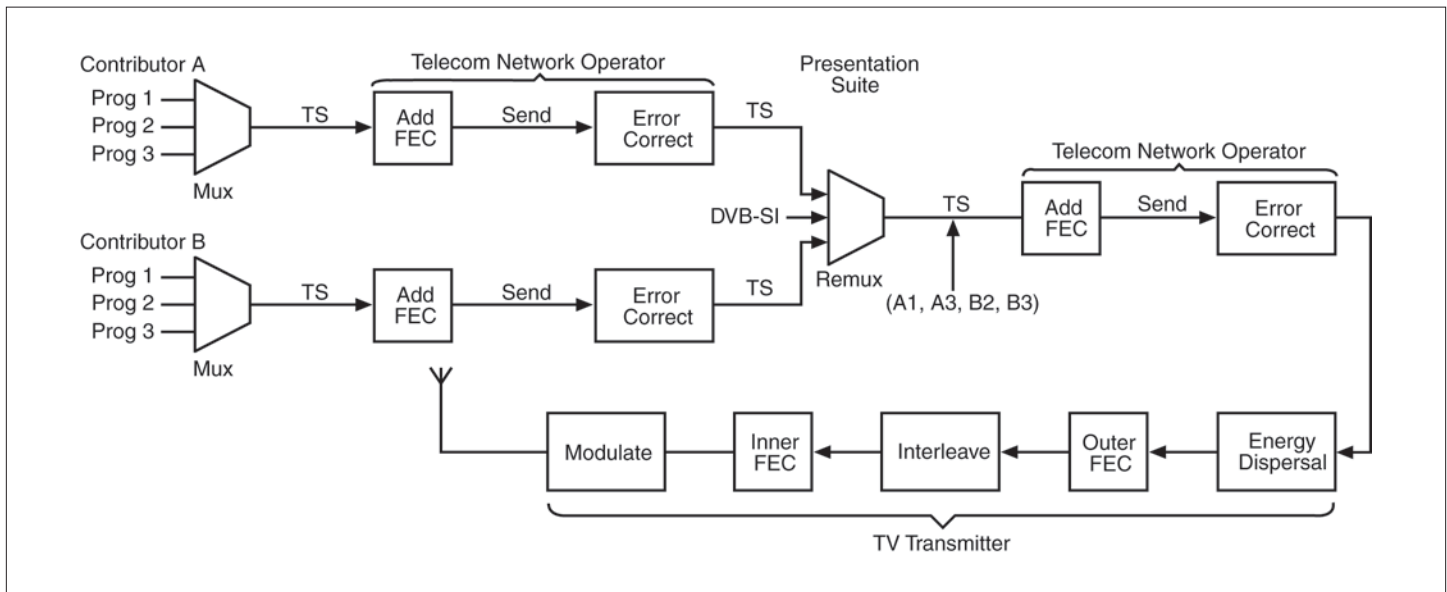 Contributor A
Prog 1
Prog 2
Prog 3
Mux
TS
Telecom Network Operator
Add
FEC
Send
Error
Correct
TS
Presentation
Suite
Contributor B
Prog 1
Prog 2
Prog 3
Mux
TS
Add
FEC
Send
Error
Correct
TS
DVB-SI
Remux
TS
(A1, A3, B2, B3)
Telecom Network Operator
Add
FEC
Send
Error
Correct
Energy
Dispersal
Outer
FEC
Interleave
Inner
FEC
Modulate
TV Transmitter